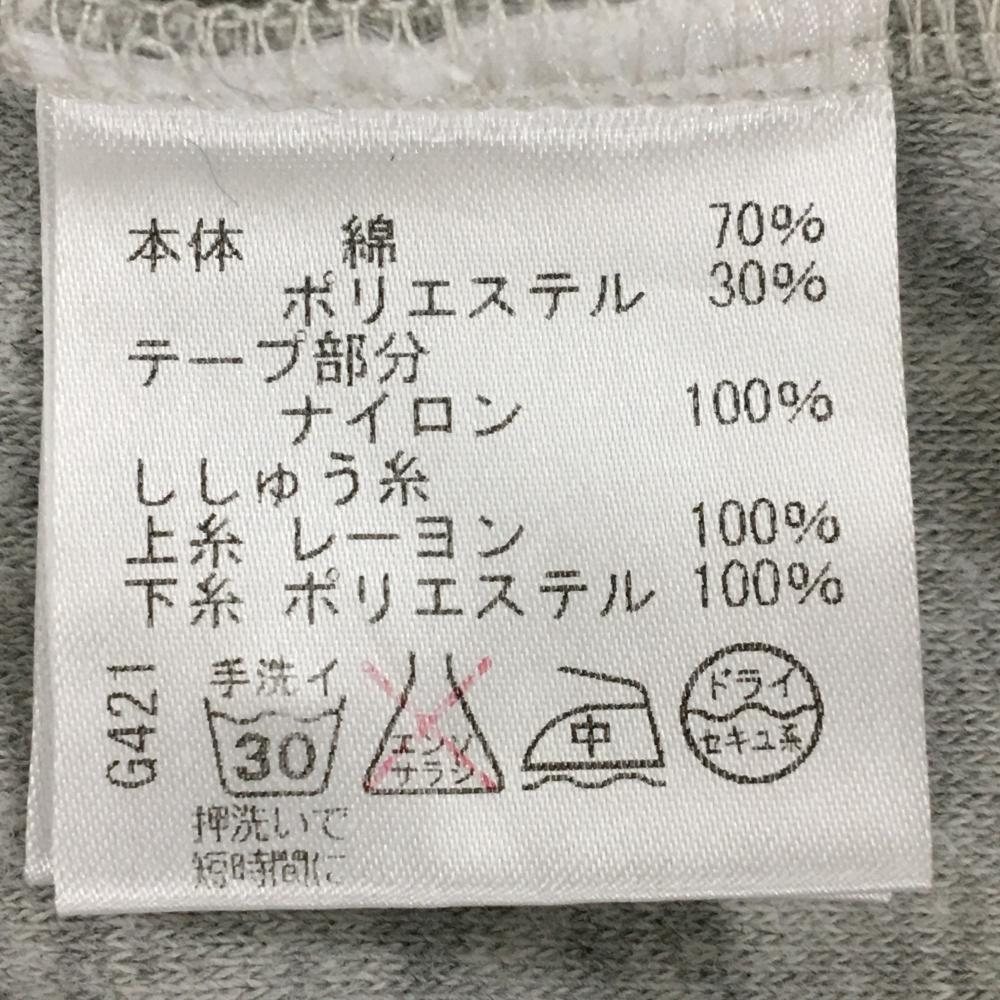 本体 綿 70%
ポリエステル 30%
テープ部分
ナイロン 100%
ししゅう糸
上糸 レーヨン 100%
下糸 ポリエステル 100%
G421
手洗イ
30
エンソ
サラシ
中
ドライ
セキユ系
押洗いで
短時間に